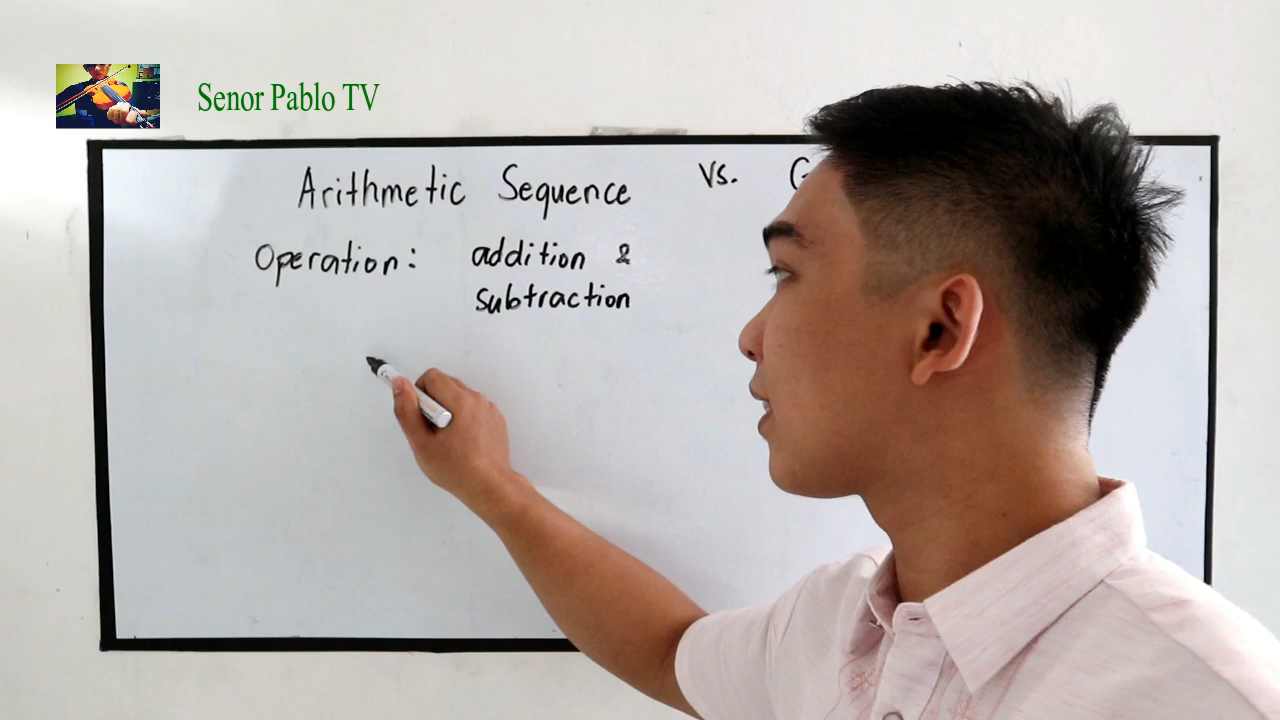 Senor Pablo TV
Arithmetic Sequence vs. G
Operation: addition &
subtraction